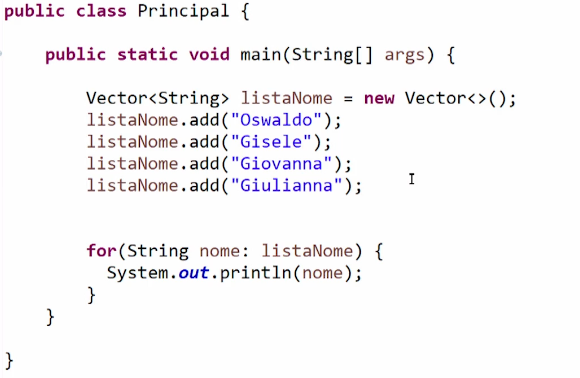 public class Principal {
public static void main(String[] args) {
Vector<String> listaNome = new Vector<>();
listaNome.add("Oswaldo");
listaNome.add("Gisele");
listaNome.add("Giovanna");
listaNome.add("Giulianna");
for(String nome: listaNome) {
System.out.println(nome);
}
}
}